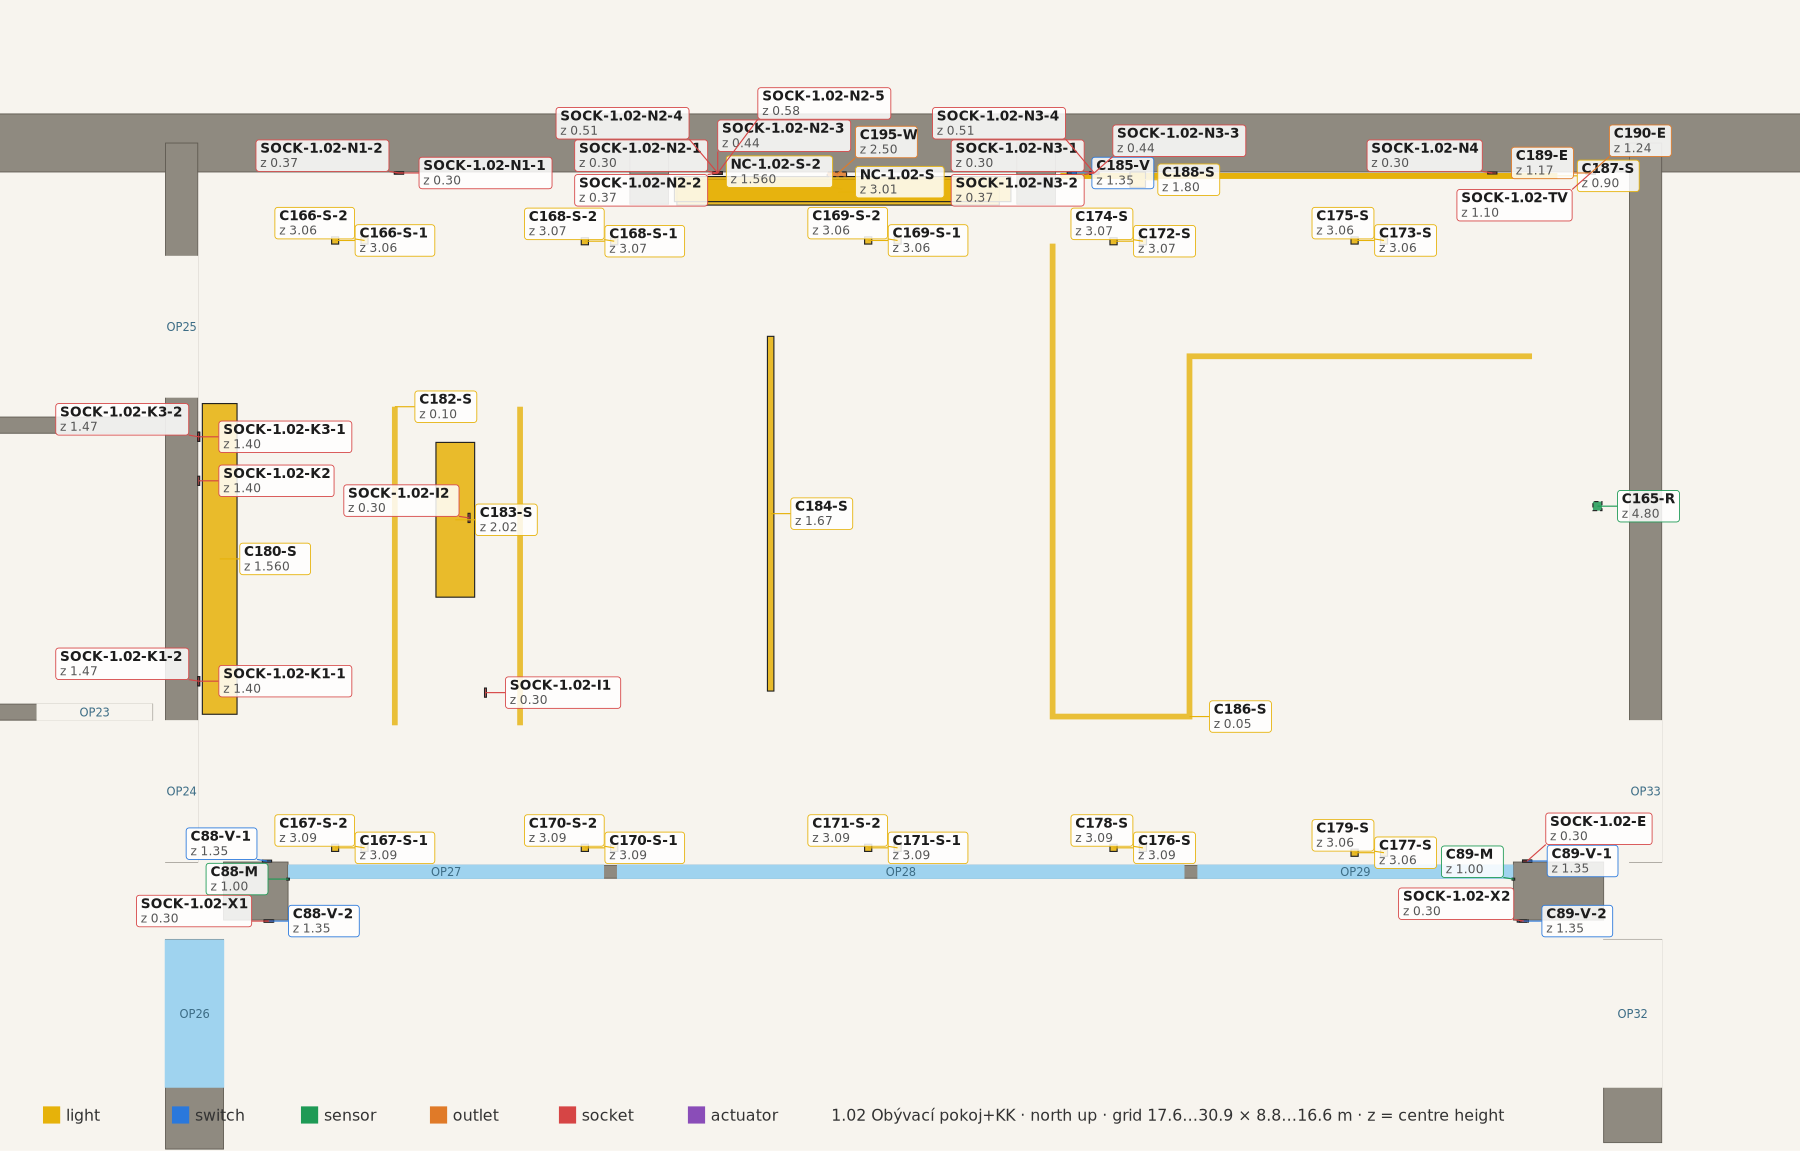 SOCK-1.02-N2-5
z 0.58
SOCK-1.02-N2-4
z 0.51
SOCK-1.02-N3-4
z 0.51
SOCK-1.02-N2-3
z 0.44
C195-W
z 2.50
SOCK-1.02-N3-3
z 0.44
C190-E
z 1.24
SOCK-1.02-N1-2
z 0.37
SOCK-1.02-N1-1
z 0.30
SOCK-1.02-N2-1
z 0.30
NC-1.02-S-2
z 1.560
NC-1.02-S
z 3.01
SOCK-1.02-N3-1
z 0.30
C185-V
z 1.35
C188-S
z 1.80
SOCK-1.02-N4
z 0.30
C189-E
z 1.17
C187-S
z 0.90
SOCK-1.02-N2-2
z 0.37
SOCK-1.02-N3-2
z 0.37
SOCK-1.02-TV
z 1.10
C166-S-2
z 3.06
C166-S-1
z 3.06
C168-S-2
z 3.07
C168-S-1
z 3.07
C169-S-2
z 3.06
C169-S-1
z 3.06
C174-S
z 3.07
C172-S
z 3.07
C175-S
z 3.06
C173-S
z 3.06
OP25
SOCK-1.02-K3-2
z 1.47
SOCK-1.02-K3-1
z 1.40
C182-S
z 0.10
SOCK-1.02-K2
z 1.40
SOCK-1.02-I2
z 0.30
C183-S
z 2.02
C184-S
z 1.67
C165-R
z 4.80
C180-S
z 1.560
SOCK-1.02-K1-2
z 1.47
SOCK-1.02-K1-1
z 1.40
SOCK-1.02-I1
z 0.30
C186-S
z 0.05
OP23
OP24
OP33
C88-V-1
z 1.35
C167-S-2
z 3.09
C167-S-1
z 3.09
C170-S-2
z 3.09
C170-S-1
z 3.09
C171-S-2
z 3.09
C171-S-1
z 3.09
C178-S
z 3.09
C176-S
z 3.09
C179-S
z 3.06
C177-S
z 3.06
SOCK-1.02-E
z 0.30
C89-M
z 1.00
C89-V-1
z 1.35
C88-M
z 1.00
OP27
OP28
OP29
SOCK-1.02-X1
z 0.30
C88-V-2
z 1.35
SOCK-1.02-X2
z 0.30
C89-V-2
z 1.35
OP26
OP32
light
switch
sensor
outlet
socket
actuator
1.02 Obývací pokoj+KK · north up · grid 17.6…30.9 × 8.8…16.6 m · z = centre height